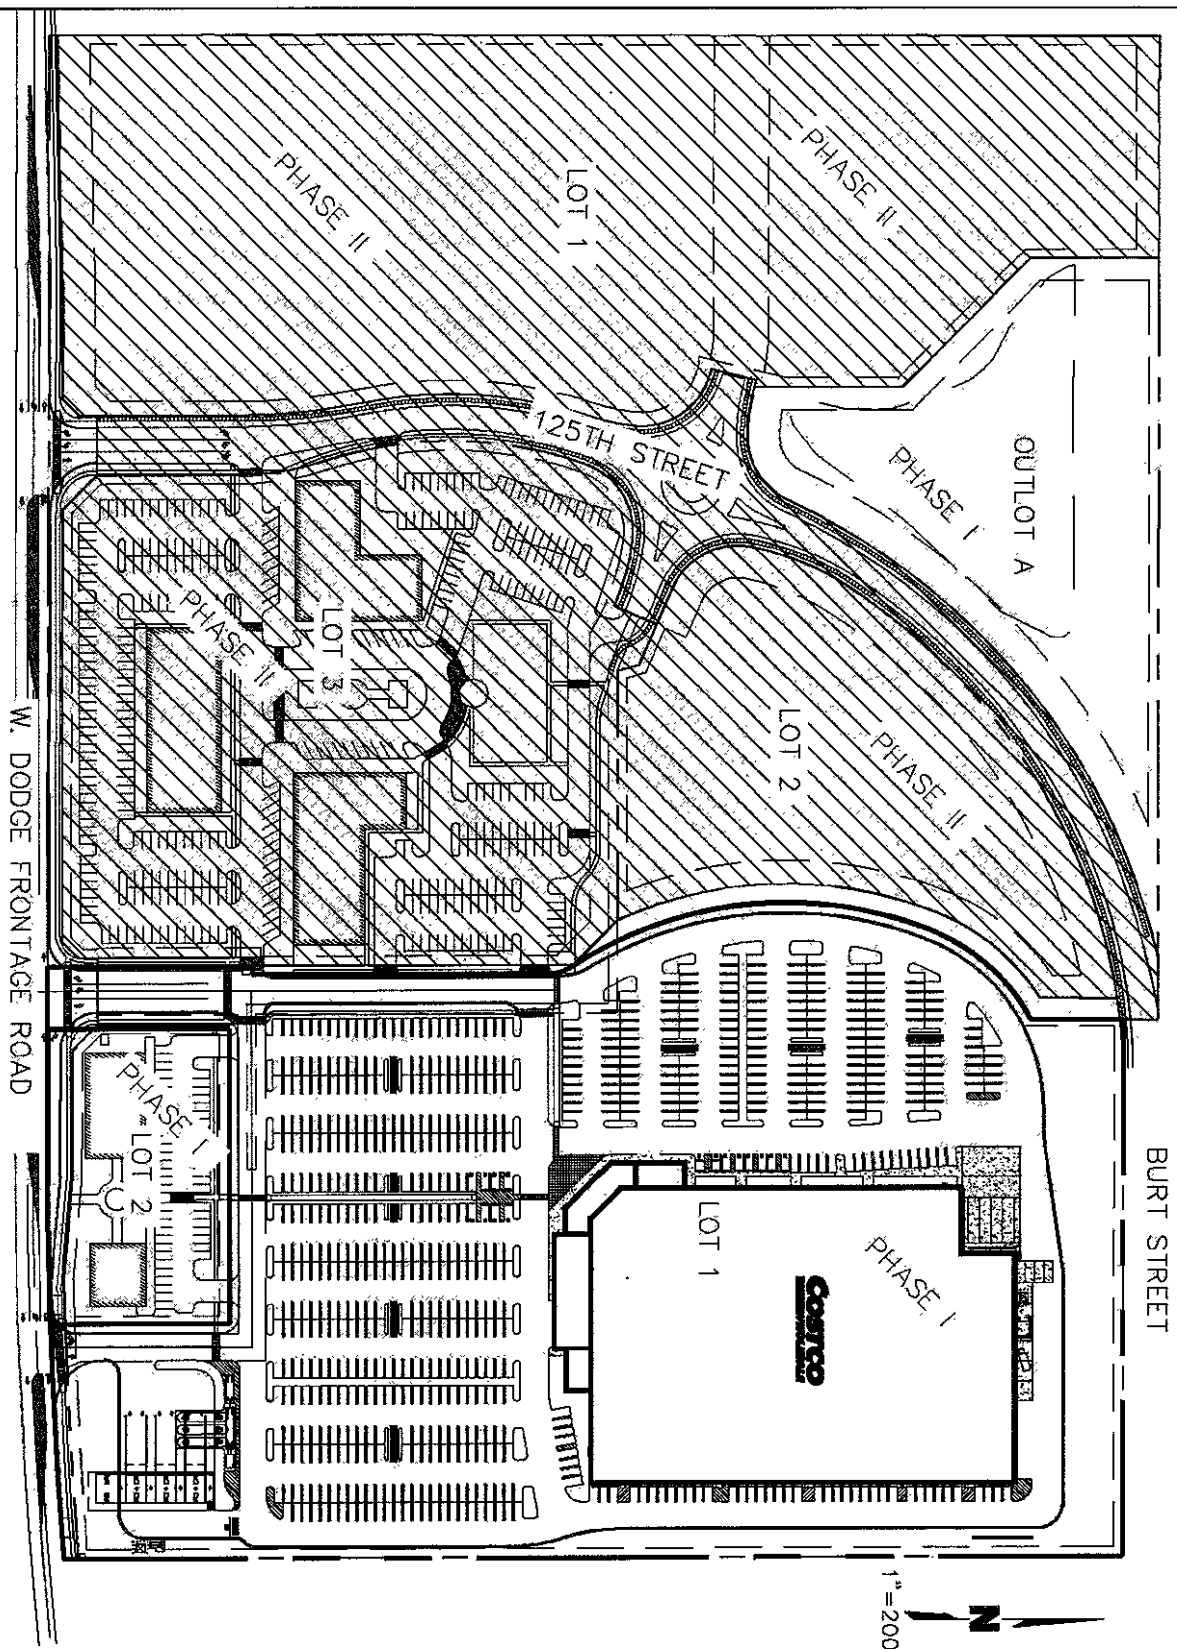 PHASE II
LOT 1
PHASE II
125TH STREET
PHASE I
OUTLOT A
PHASE II
LOT 3
LOT 2
PHASE II
W. DODGE FRONTAGE ROAD
BURT STREET
PHASE I
LOT 2
LOT 1
PHASE I
COSTCO
WHOLESALE
N
1"=200